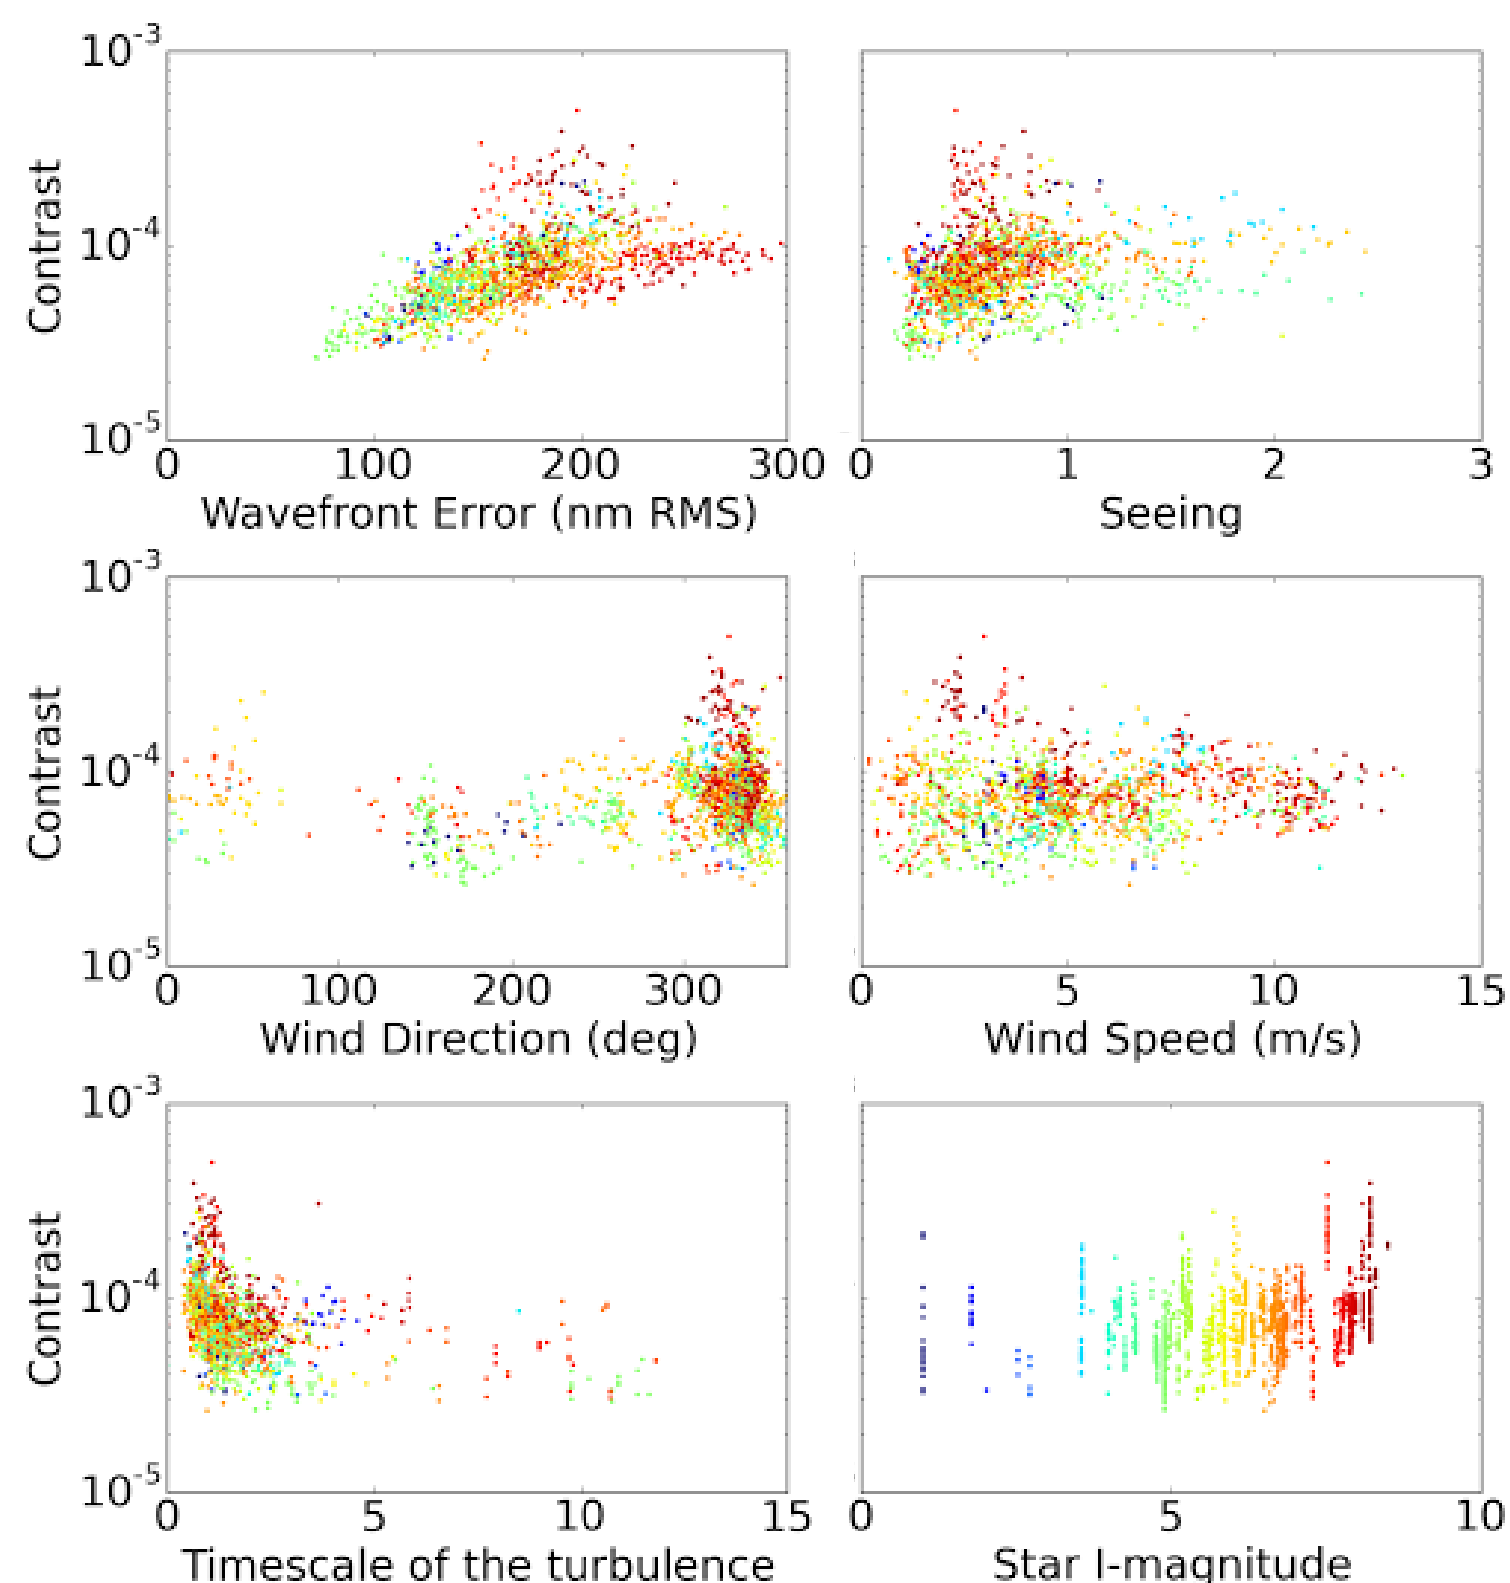 10^-3
Contrast
10^-4
10^-5
0 100 200 300
Wavefront Error (nm RMS)
0 1 2 3
Seeing
10^-3
Contrast
10^-4
10^-5
0 100 200 300
Wind Direction (deg)
0 5 10 15
Wind Speed (m/s)
10^-3
Contrast
10^-4
10^-5
0 5 10 15
Timescale of the turbulence
0 5 10
Star I-magnitude